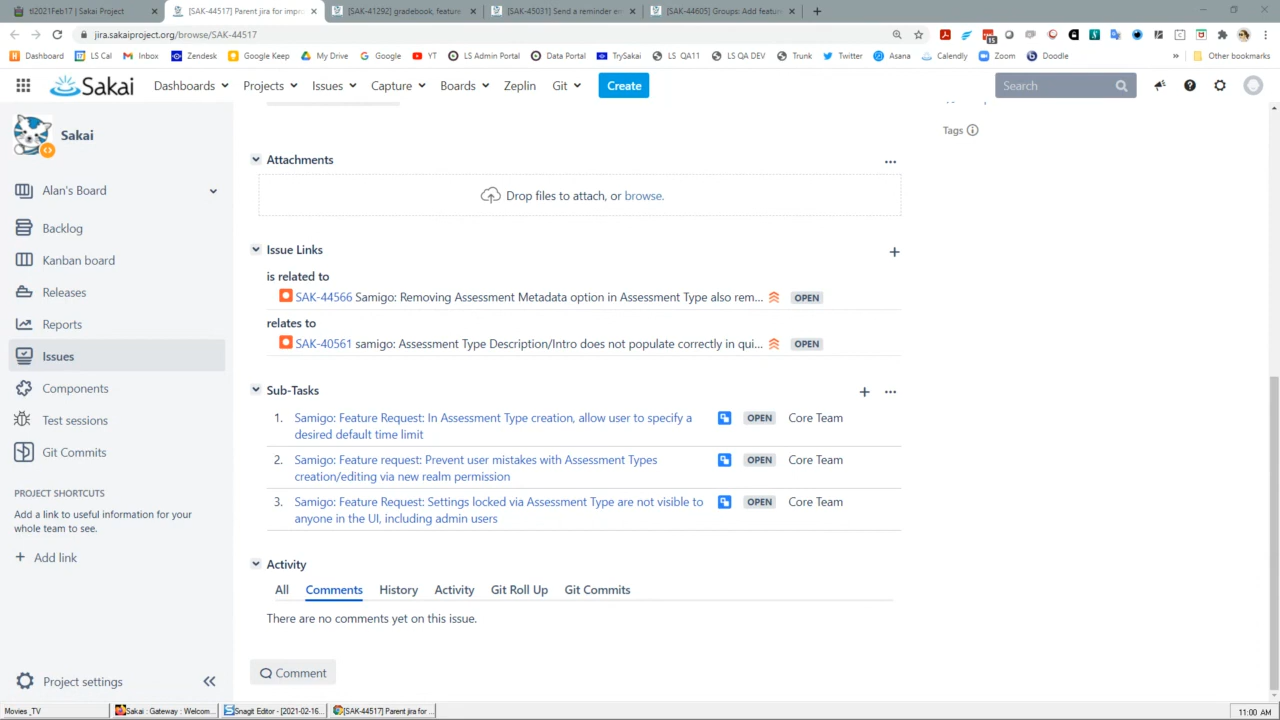 tl2021Feb17 | Sakai Project
[SAK-44517] Parent jira for impro
[SAK-41292] gradebook, feature
[SAK-45031] Send a reminder em
[SAK-44605] Groups: Add feature
jira.sakaiproject.org/browse/SAK-44517
Dashboard
LS Cal
Inbox
Zendesk
Google Keep
My Drive
Google
YT
LS Admin Portal
Data Portal
TrySakai
LS QA11
LS QA DEV
Trunk
Twitter
Asana
Calendly
Zoom
Doodle
Other bookmarks
Sakai
Dashboards
Projects
Issues
Capture
Boards
Zeplin
Git
Create
Search
Sakai
Alan's Board
Backlog
Kanban board
Releases
Reports
Issues
Components
Test sessions
Git Commits
PROJECT SHORTCUTS
Add a link to useful information for your
whole team to see.
+ Add link
Project settings
Tags
Attachments
Drop files to attach, or browse.
Issue Links
is related to
SAK-44566 Samigo: Removing Assessment Metadata option in Assessment Type also rem... OPEN
relates to
SAK-40561 samigo: Assessment Type Description/Intro does not populate correctly in qui... OPEN
Sub-Tasks
1. Samigo: Feature Request: In Assessment Type creation, allow user to specify a OPEN Core Team
desired default time limit
2. Samigo: Feature request: Prevent user mistakes with Assessment Types OPEN Core Team
creation/editing via new realm permission
3. Samigo: Feature Request: Settings locked via Assessment Type are not visible to OPEN Core Team
anyone in the UI, including admin users
Activity
All Comments History Activity Git Roll Up Git Commits
There are no comments yet on this issue.
Comment
Movies _TV
Sakai : Gateway : Welcom...
Snagit Editor - [2021-02-16...
[SAK-44517] Parent jira for ...
11:00 AM